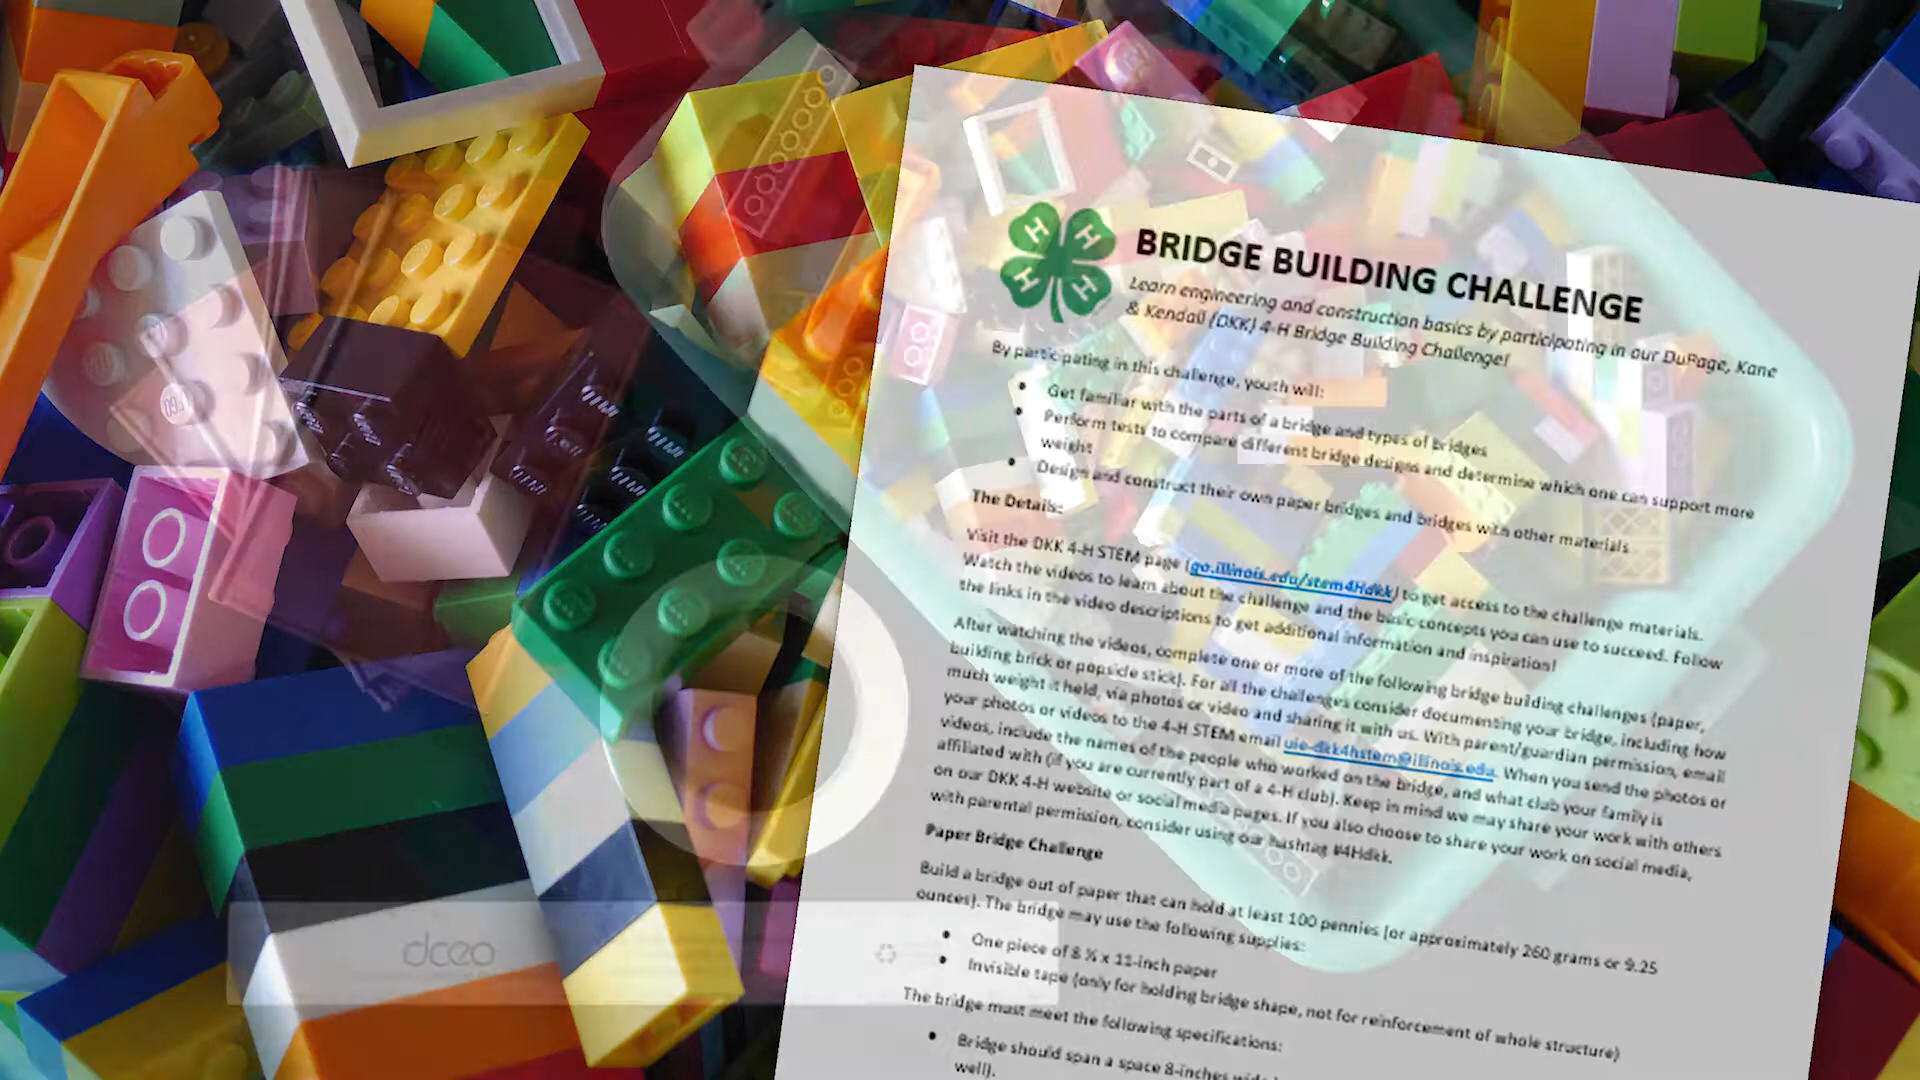 BRIDGE BUILDING CHALLENGE
Learn engineering and construction basics by participating in our DuPage, Kane
& Kendall (DKK) 4-H Bridge Building Challenge!
H H
H H
By participating in this challenge, youth will:
• Get familiar with the parts of a bridge and types of bridges
• Perform tests to compare different bridge designs and determine which one can support more
weight
• Design and construct their own paper bridges and bridges with other materials
The Details:
Visit the DKK 4-H STEM page (go.illinois.edu/stem4Hdkk) to get access to the challenge materials.
Watch the videos to learn about the challenge and the basic concepts you can use to succeed. Follow
the links in the video descriptions to get additional information and inspiration!
After watching the videos, complete one or more of the following bridge building challenges (paper,
building brick or popsicle stick). For all the challenges consider documenting your bridge, including how
much weight it held, via photos or video and sharing it with us. With parent/guardian permission, email
your photos or videos to the 4-H STEM email uie-dkk4hstem@illinois.edu. When you send the photos or
videos, include the names of the people who worked on the bridge, and what club your family is
affiliated with (if you are currently part of a 4-H club). Keep in mind we may share your work with others
on our DKK 4-H website or social media pages. If you also choose to share your work on social media,
with parental permission, consider using our hashtag #4Hdkk.
Paper Bridge Challenge
Build a bridge out of paper that can hold at least 100 pennies (or approximately 260 grams or 9.25
ounces). The bridge may use the following supplies:
• One piece of 8 ½ x 11-inch paper
• Invisible tape (only for holding bridge shape, not for reinforcement of whole structure)
The bridge must meet the following specifications:
• Bridge should span a space 8-inches wide
well).
dceo